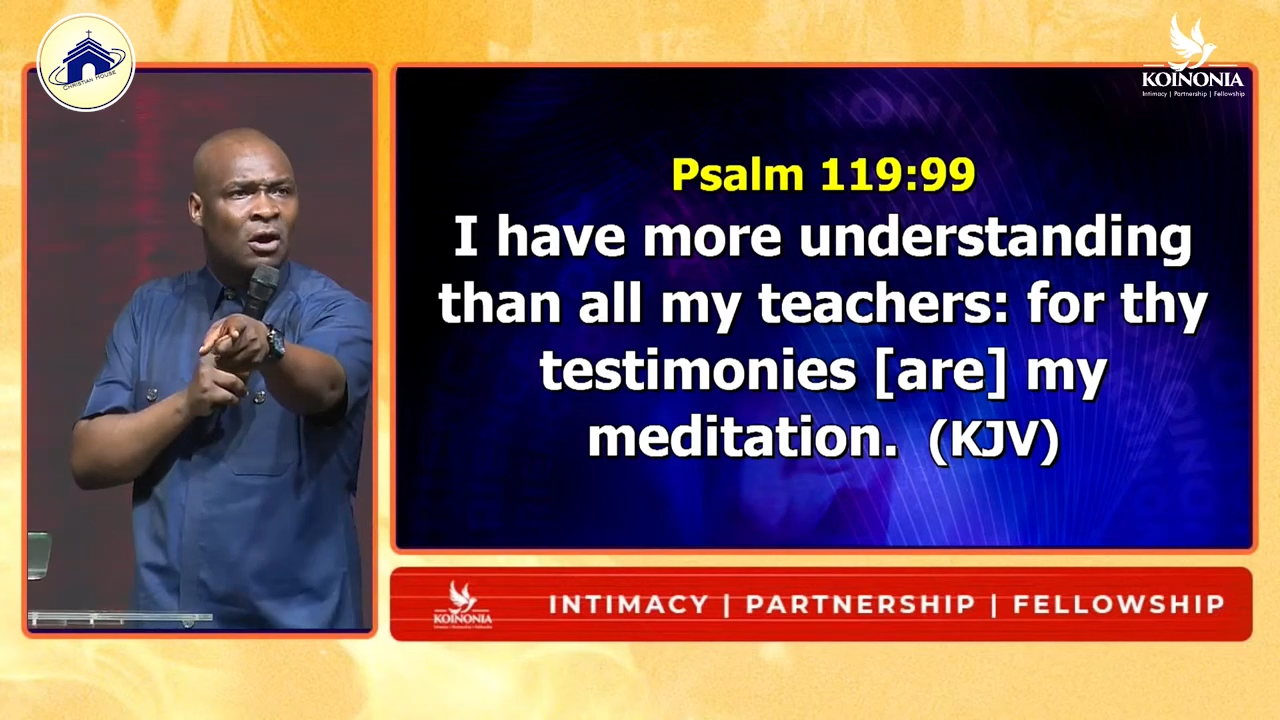 CHRISTIAN HOUSE
KOINONIA
Intimacy | Partnership | Fellowship
Psalm 119:99
I have more understanding
than all my teachers: for thy
testimonies [are] my
meditation. (KJV)
KOINONIA
INTIMACY | PARTNERSHIP | FELLOWSHIP